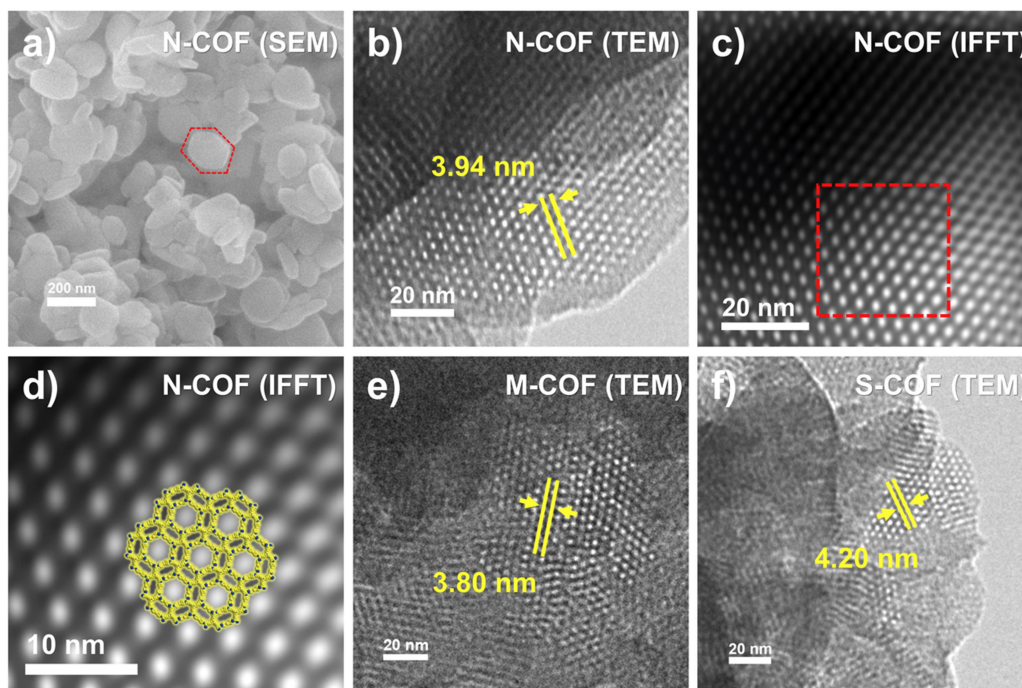 a)
N-COF (SEM)
200 nm
b)
N-COF (TEM)
3.94 nm
20 nm
c)
N-COF (IFFT)
20 nm
d)
N-COF (IFFT)
10 nm
e)
M-COF (TEM)
3.80 nm
20 nm
f)
S-COF (TEM)
4.20 nm
20 nm